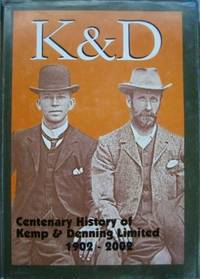 K&D
Centenary History of
Kemp & Denning Limited
1902 - 2002